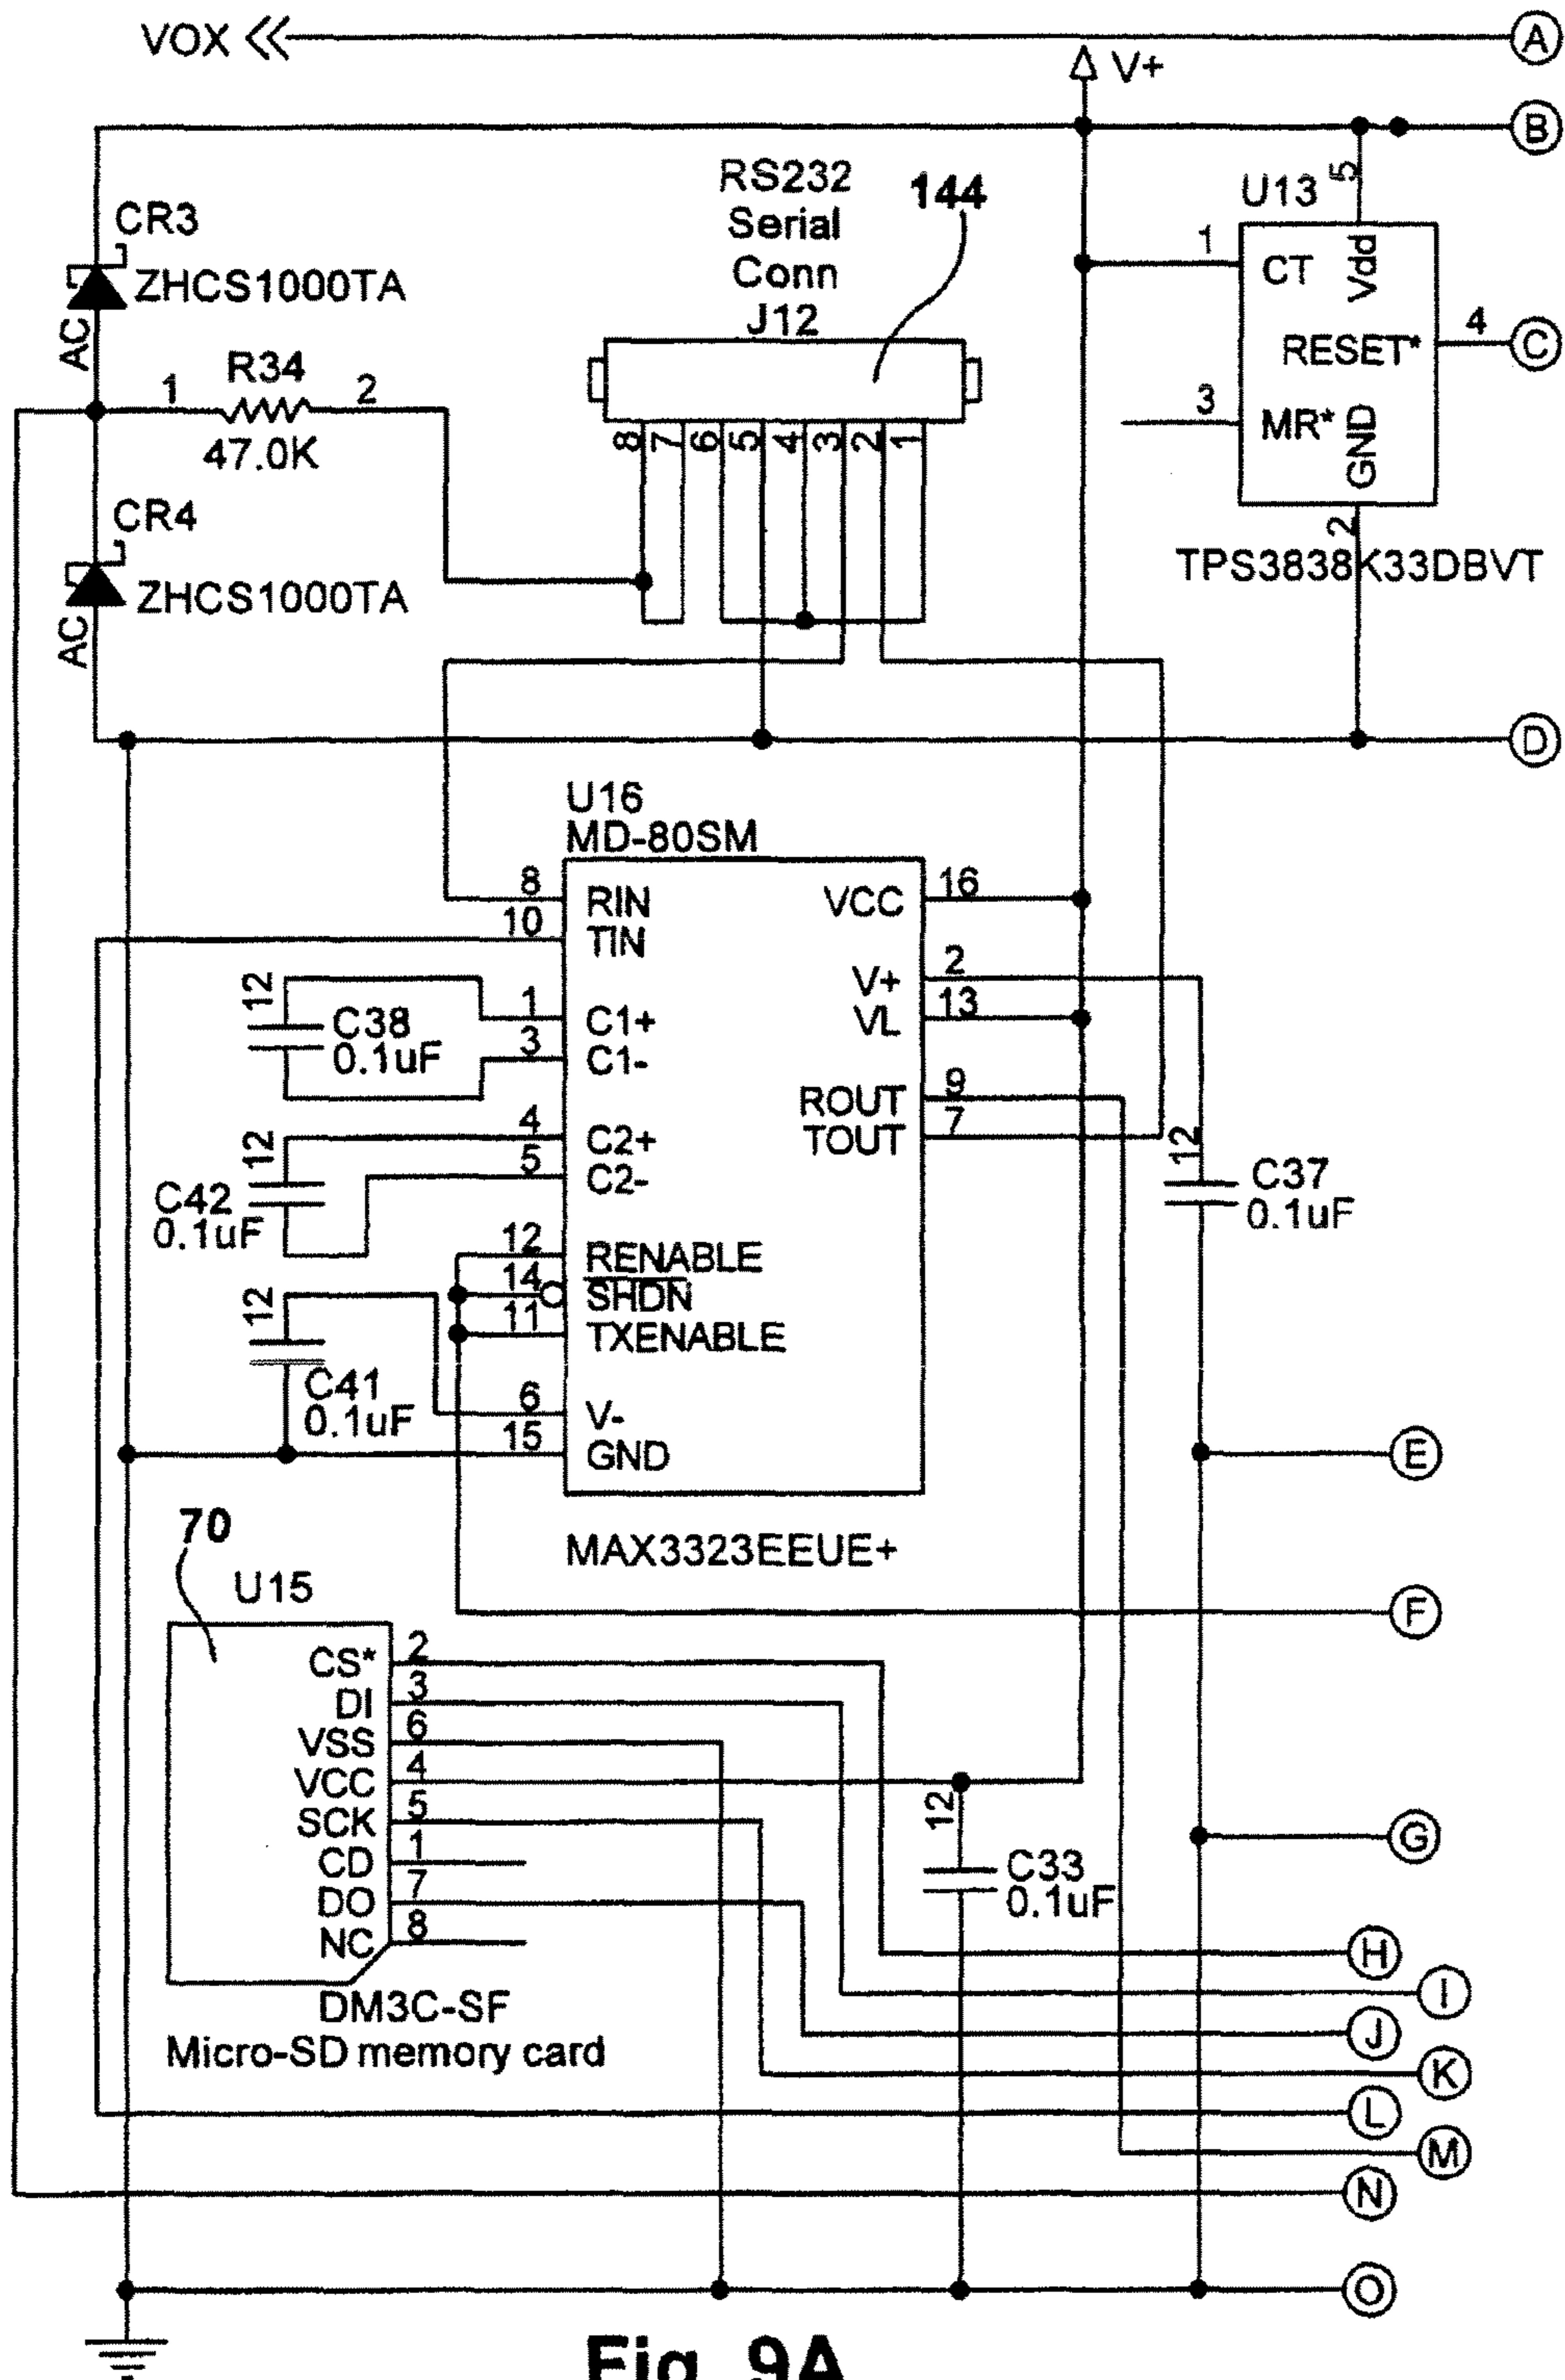 VOX
A
V+
B
RS232
Serial
Conn
J12
144
U13
5
CR3
ZHCS1000TA
AC
1
CT
Vdd
RESET*
4
C
R34
1
2
47.0K
3
MR*
GND
2
8
7
6
5
4
3
2
1
CR4
ZHCS1000TA
AC
TPS3838K33DBVT
D
U16
MD-80SM
8
RIN
VCC
16
10
TIN
V+
2
12
C38
0.1uF
1
C1+
VL
13
3
C1-
ROUT
9
4
C2+
TOUT
7
12
C42
0.1uF
5
C2-
12
C37
0.1uF
12
RENABLE
14
SHDN
11
TXENABLE
12
C41
0.1uF
6
V-
15
GND
E
MAX3323EEUE+
70
U15
F
CS*
2
DI
3
VSS
6
VCC
4
SCK
5
CD
1
DO
7
NC
8
12
C33
0.1uF
G
DM3C-SF
Micro-SD memory card
H
I
J
K
L
M
N
O
Fig. 9A